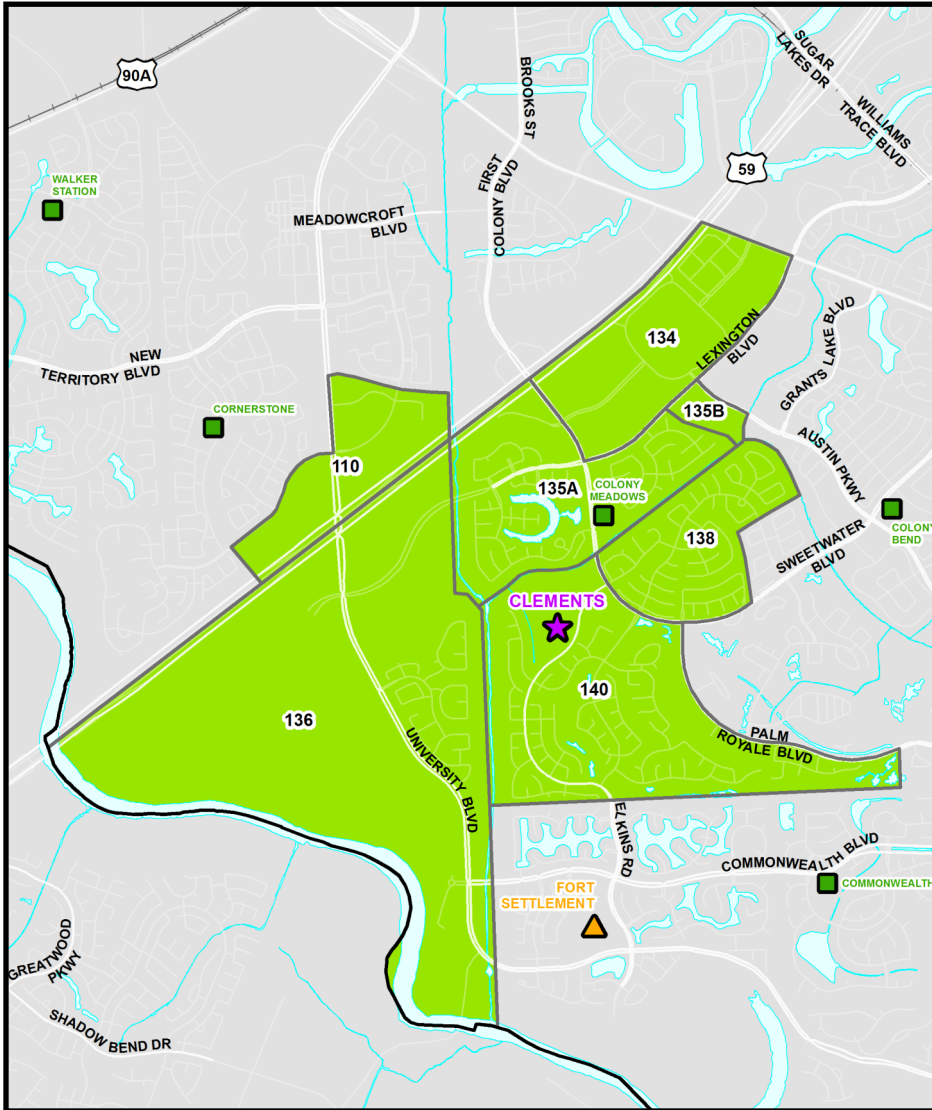 90A
BROOKS ST
SUGAR
LAKES DR
WILLIAMS
TRACE BLVD
59
FIRST
COLONY BLVD
WALKER
STATION
MEADOWCROFT
BLVD
134
LEXINGTON
BLVD
GRANTS LAKE BLVD
NEW
TERRITORY BLVD
CORNERSTONE
135B
AUSTIN PKWY
110
135A
COLONY
MEADOWS
138
COLONY
BEND
SWEETWATER
BLVD
CLEMENTS
140
136
PALM
ROYALE BLVD
UNIVERSITY BLVD
ELKINS RD
COMMONWEALTH BLVD
COMMONWEALTH
FORT
SETTLEMENT
GREATWOOD
PKWY
SHADOW BEND DR